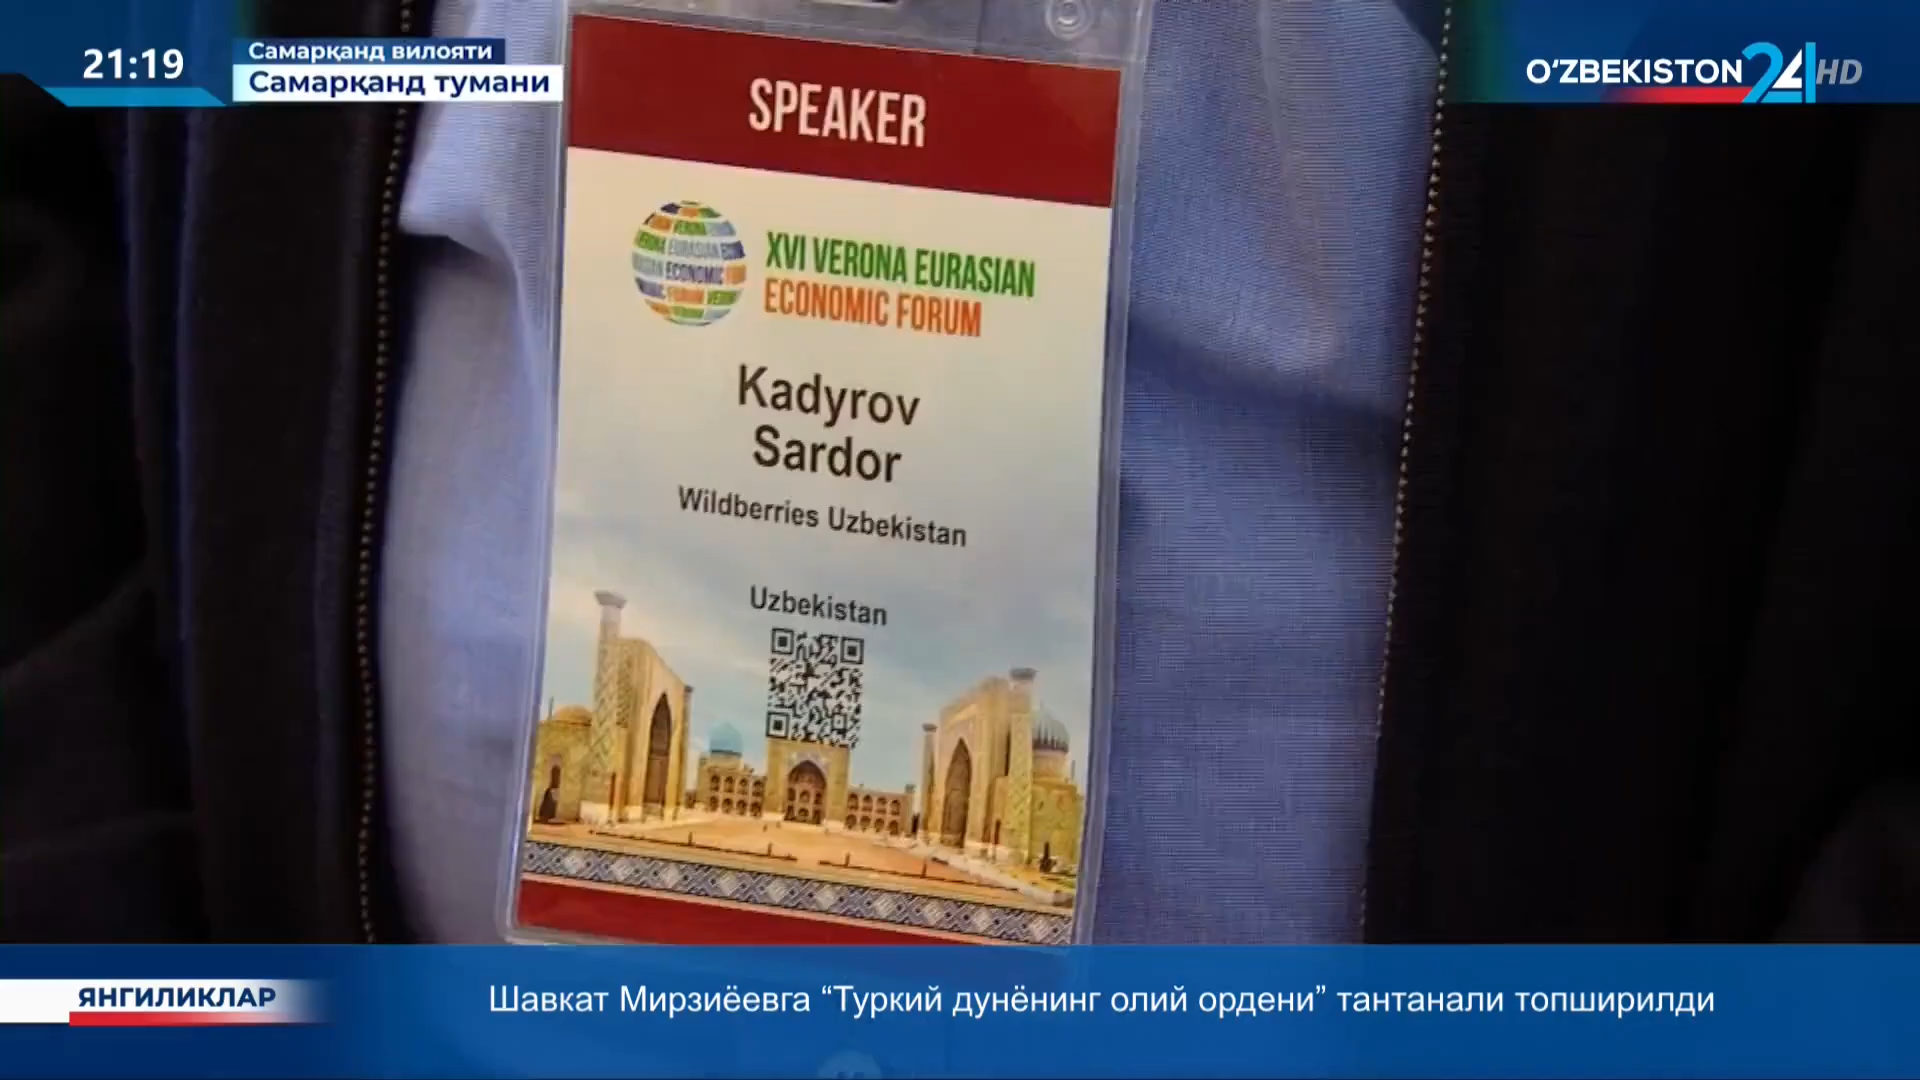 21:19
Самарқанд вилояти
Самарқанд тумани
O‘ZBEKISTON 24 HD
SPEAKER
XVI VERONA EURASIAN
ECONOMIC FORUM
Kadyrov
Sardor
Wildberries Uzbekistan
Uzbekistan
ЯНГИЛИКЛАР
Шавкат Мирзиёевга “Туркий дунёнинг олий ордени” тантанали топширилди